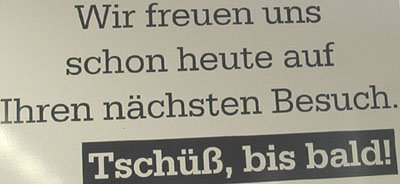 Wir freuen uns
schon heute auf
Ihren nächsten Besuch.
Tschüß, bis bald!